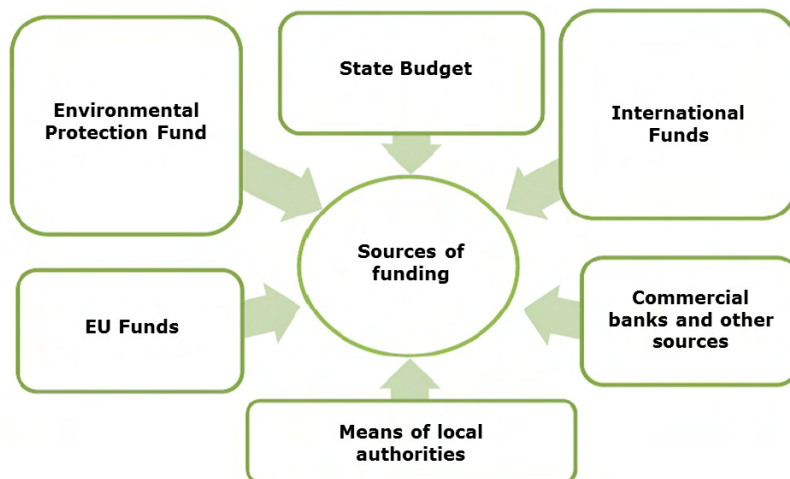 State Budget
Environmental
Protection Fund
International
Funds
Sources of
funding
EU Funds
Commercial
banks and other
sources
Means of local
authorities